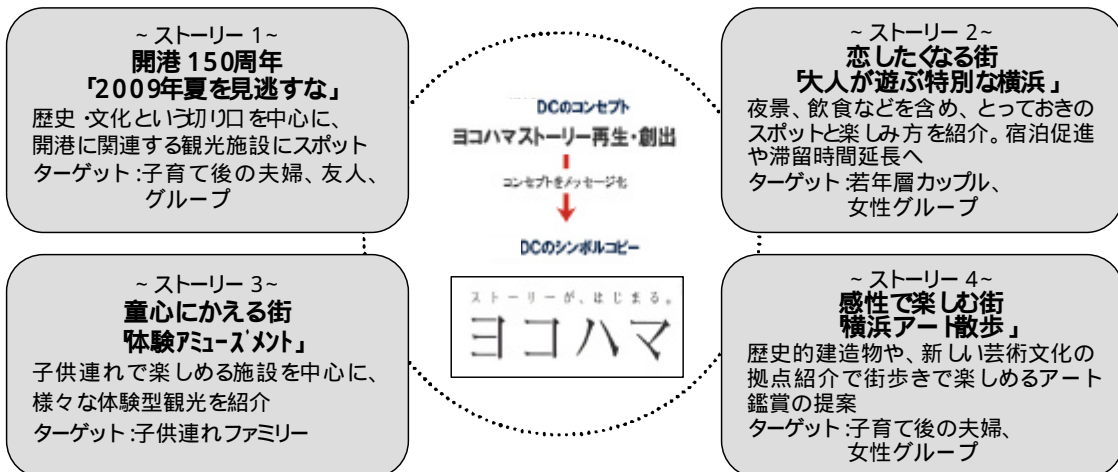 ~ストーリー 1~
開港 150周年
「2009年夏を見逃すな」
歴史・文化という切り口を中心に、
開港に関連する観光施設にスポット
ターゲット:子育て後の夫婦、友人、
グループ
~ストーリー 2~
恋したくなる街
「大人が遊ぶ特別な横浜」
夜景、飲食などを含め、とっておきの
スポットと楽しみ方を紹介。宿泊促進
や滞留時間延長へ
ターゲット:若年層カップル、
女性グループ
DCのコンセプト
ヨコハマストーリー再生・創出
コンセプトをメッセージ化
DCのシンボルコピー
ストーリーが、はじまる。
ヨコハマ
~ストーリー 3~
童心にかえる街
「体験アミューズメント」
子供連れで楽しめる施設を中心に、
様々な体験型観光を紹介
ターゲット:子供連れファミリー
~ストーリー 4~
感性で楽しむ街
「横浜アート散歩」
歴史的建造物や、新しい芸術文化の
拠点紹介で街歩きで楽しめるアート
鑑賞の提案
ターゲット:子育て後の夫婦、
女性グループ